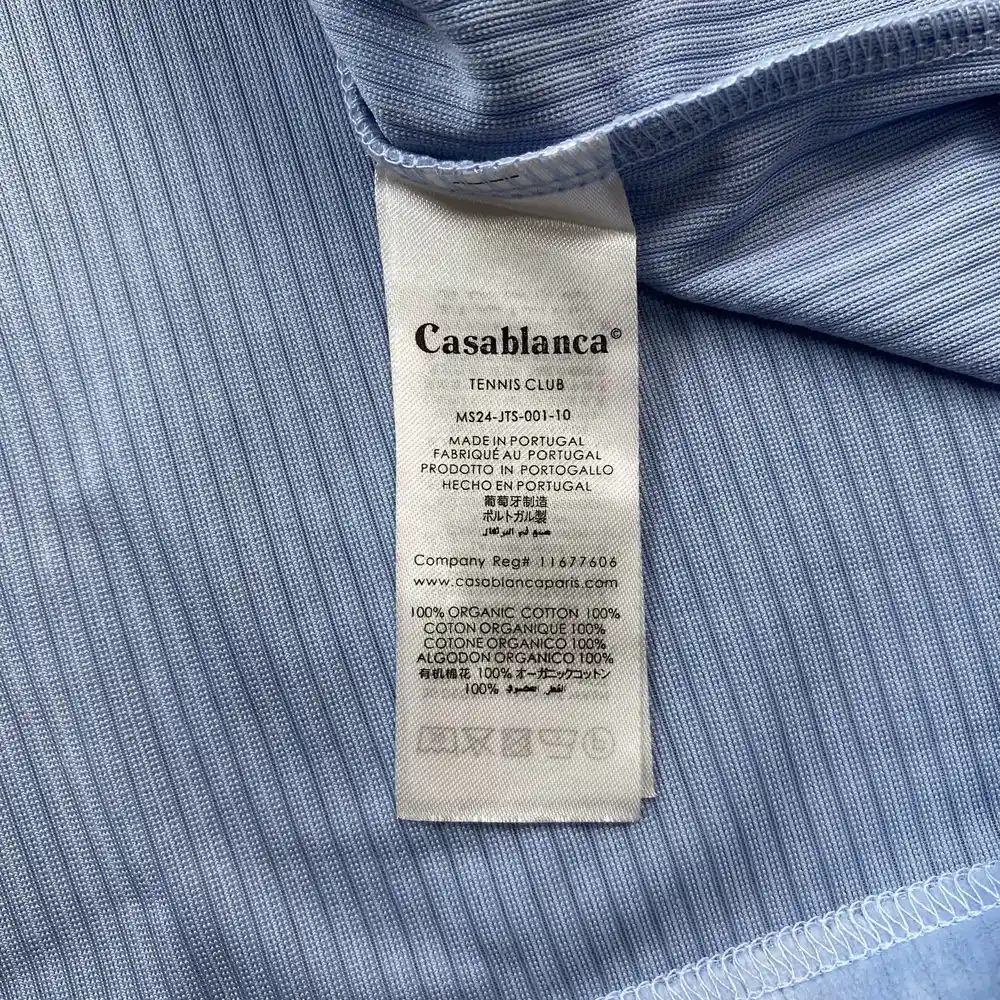 Casablanca©
TENNIS CLUB
MS24-JTS-001-10
MADE IN PORTUGAL
FABRIQUÉ AU PORTUGAL
PRODOTTO IN PORTOGALLO
HECHO EN PORTUGAL
葡萄牙制造
ポルトガル製
صنع في البرتغال
Company Reg# 11677606
www.casablancaparis.com
100% ORGANIC COTTON 100%
COTON ORGANIQUE 100%
COTONE ORGANICO 100%
ALGODON ORGANICO 100%
有机棉花 100% オーガニックコットン
100%